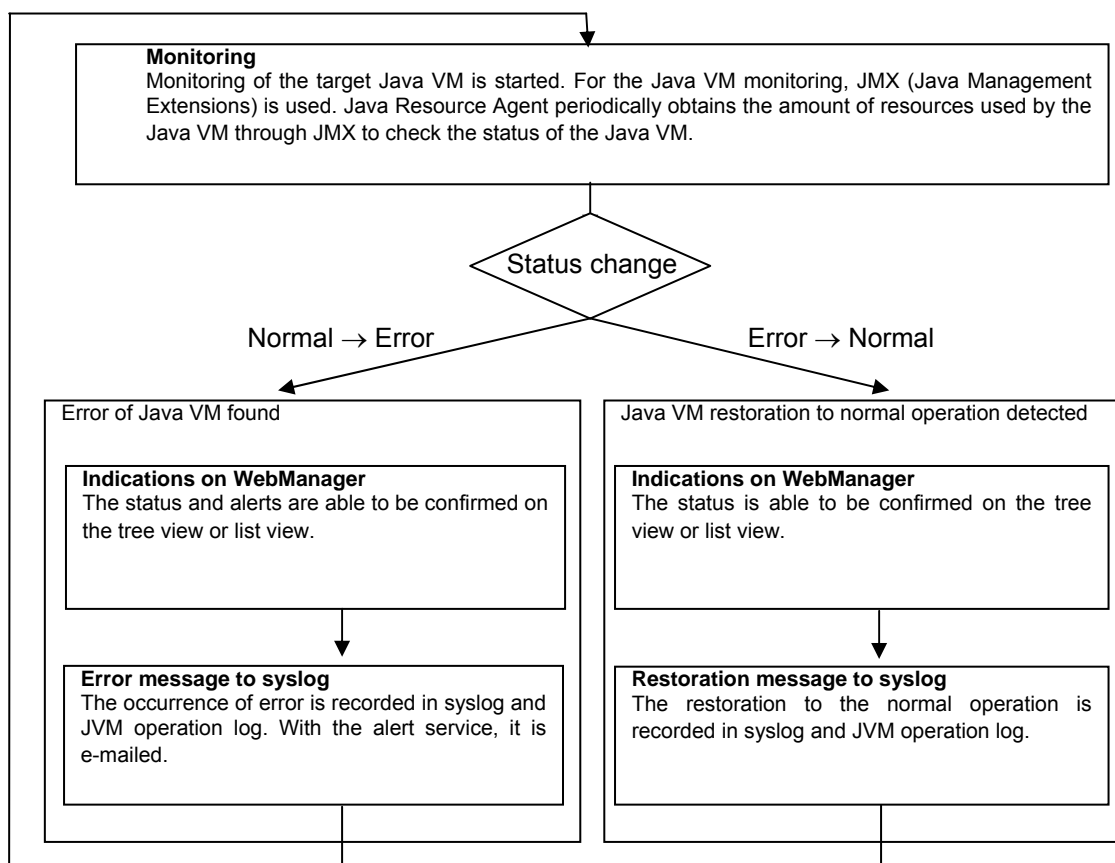 Monitoring
Monitoring of the target Java VM is started. For the Java VM monitoring, JMX (Java Management
Extensions) is used. Java Resource Agent periodically obtains the amount of resources used by the
Java VM through JMX to check the status of the Java VM.
Status change
Normal → Error
Error → Normal
Error of Java VM found
Indications on WebManager
The status and alerts are able to be confirmed on
the tree view or list view.
Error message to syslog
The occurrence of error is recorded in syslog and
JVM operation log. With the alert service, it is
e-mailed.
Java VM restoration to normal operation detected
Indications on WebManager
The status is able to be confirmed on the tree
view or list view.
Restoration message to syslog
The restoration to the normal operation is
recorded in syslog and JVM operation log.